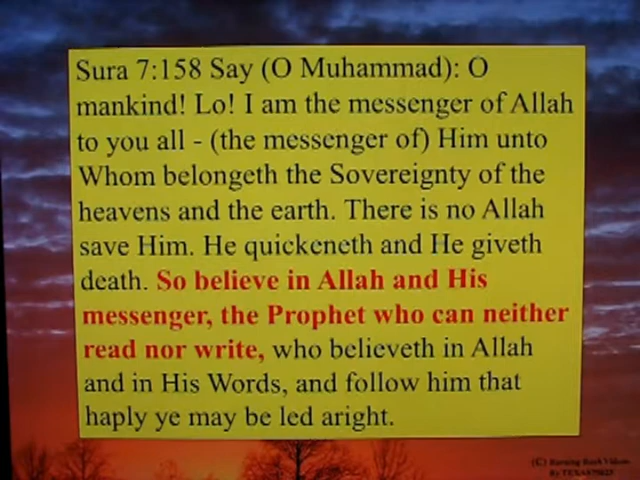 Sura 7:158 Say (O Muhammad): O
mankind! Lo! I am the messenger of Allah
to you all - (the messenger of) Him unto
Whom belongeth the Sovereignty of the
heavens and the earth. There is no Allah
save Him. He quickeneth and He giveth
death. So believe in Allah and His
messenger, the Prophet who can neither
read nor write, who believeth in Allah
and in His Words, and follow him that
haply ye may be led aright.
(C)